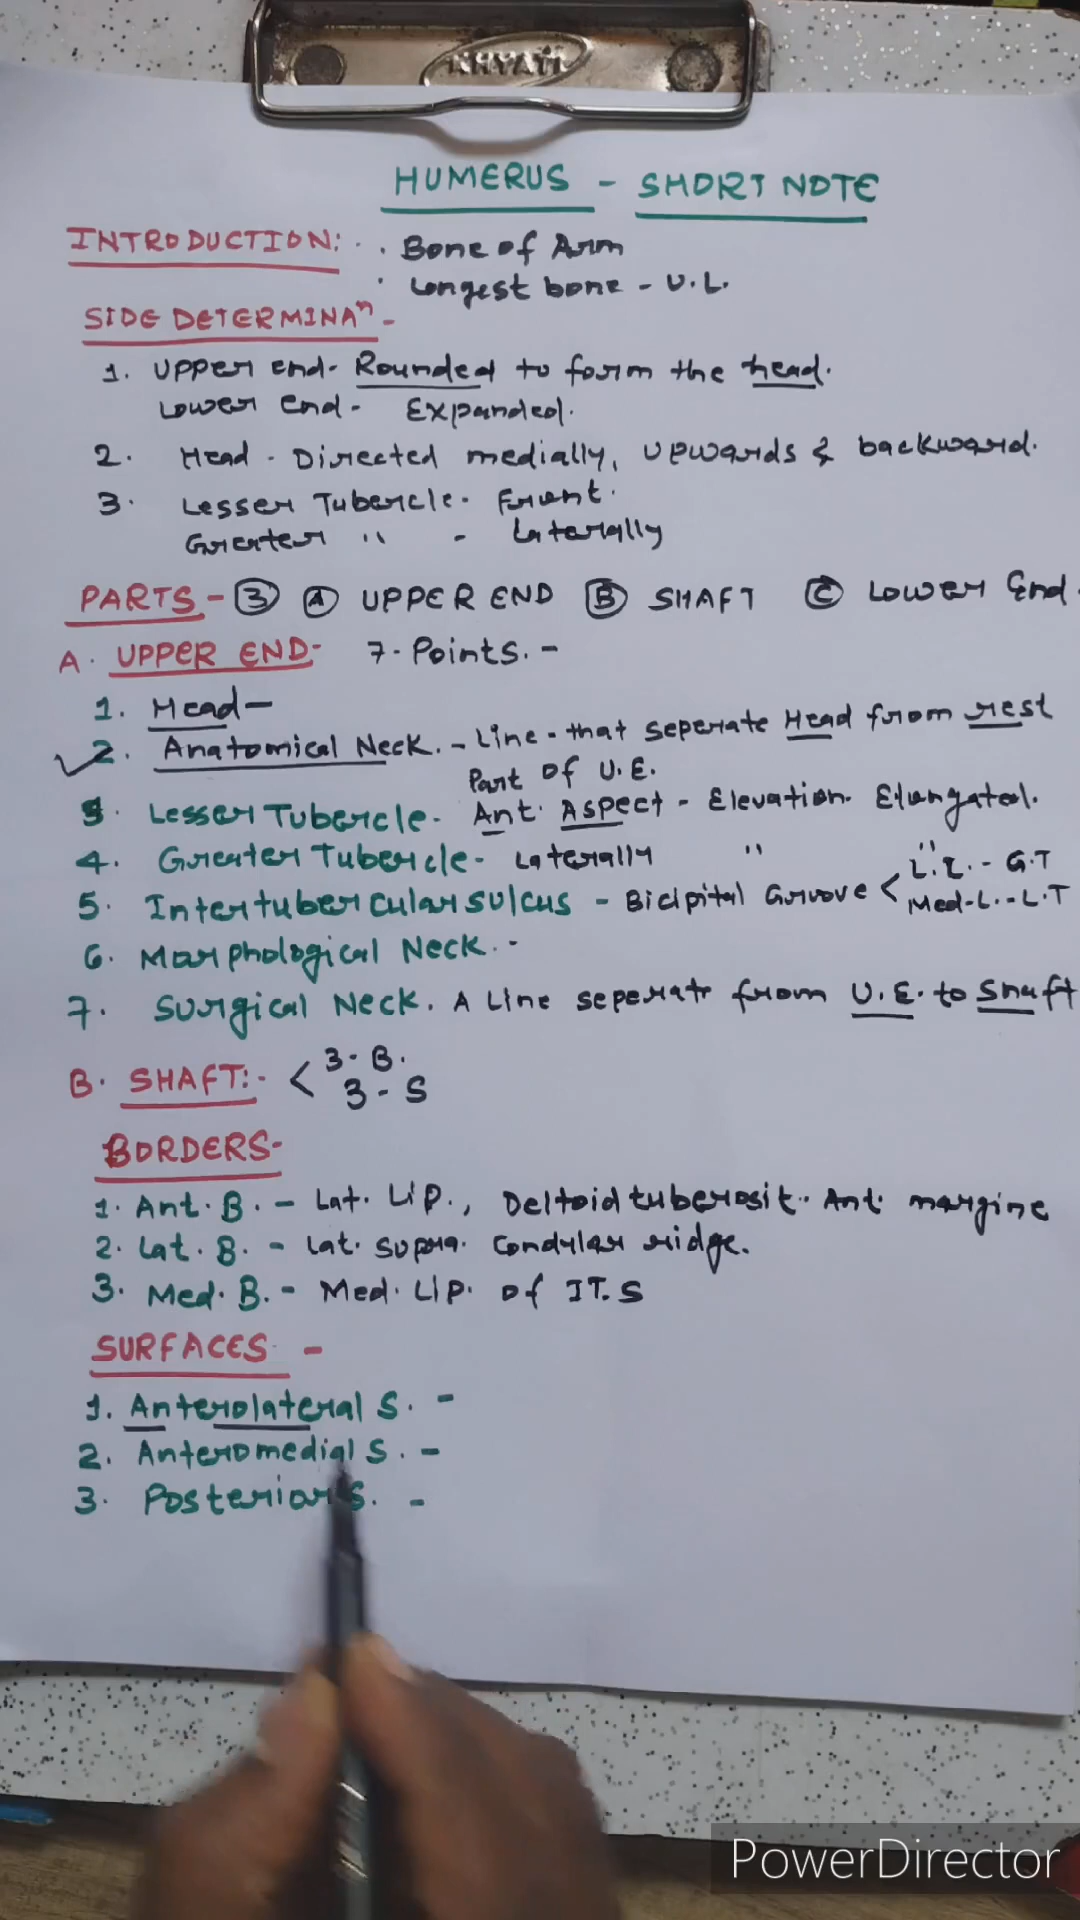 KHYATI
HUMERUS - SHORT NOTE
INTRODUCTION: . Bone of Arm
. Longest bone - U.L.
SIDE DETERMINAⁿ -
1. Upper end - Rounded to form the head.
Lower end - Expanded.
2. Head - Directed medially, upwards & backward.
3. Lesser Tubercle - Front.
Greater " - Laterally
PARTS - 3 A UPPER END B SHAFT C LOWER End.
A. UPPER END - 7 - Points. -
1. Head -
2. Anatomical Neck. - Line - that seperate Head from rest
Part of U.E.
3. Lesser Tubercle - Ant. Aspect - Elevation. Elongated.
4. Greater Tubercle - Laterally " "
L.L. - G.T
5. Intertubercular sulcus - Bicipital Groove < Med-L. - L.T
6. Morphological Neck. -
7. Surgical Neck. A Line seperate from U.E. to Shaft
B. SHAFT: - < 3 - B.
3 - S
BORDERS -
1. Ant. B. - Lat. Lip., Deltoid tuberosit. Ant margine
2. Lat. B. - Lat. supra. Condylar ridge.
3. Med. B. - Med. Lip. of IT.S
SURFACES -
1. Anterolateral S. -
2. Anteromedial S. -
3. Posterior S. -
PowerDirector